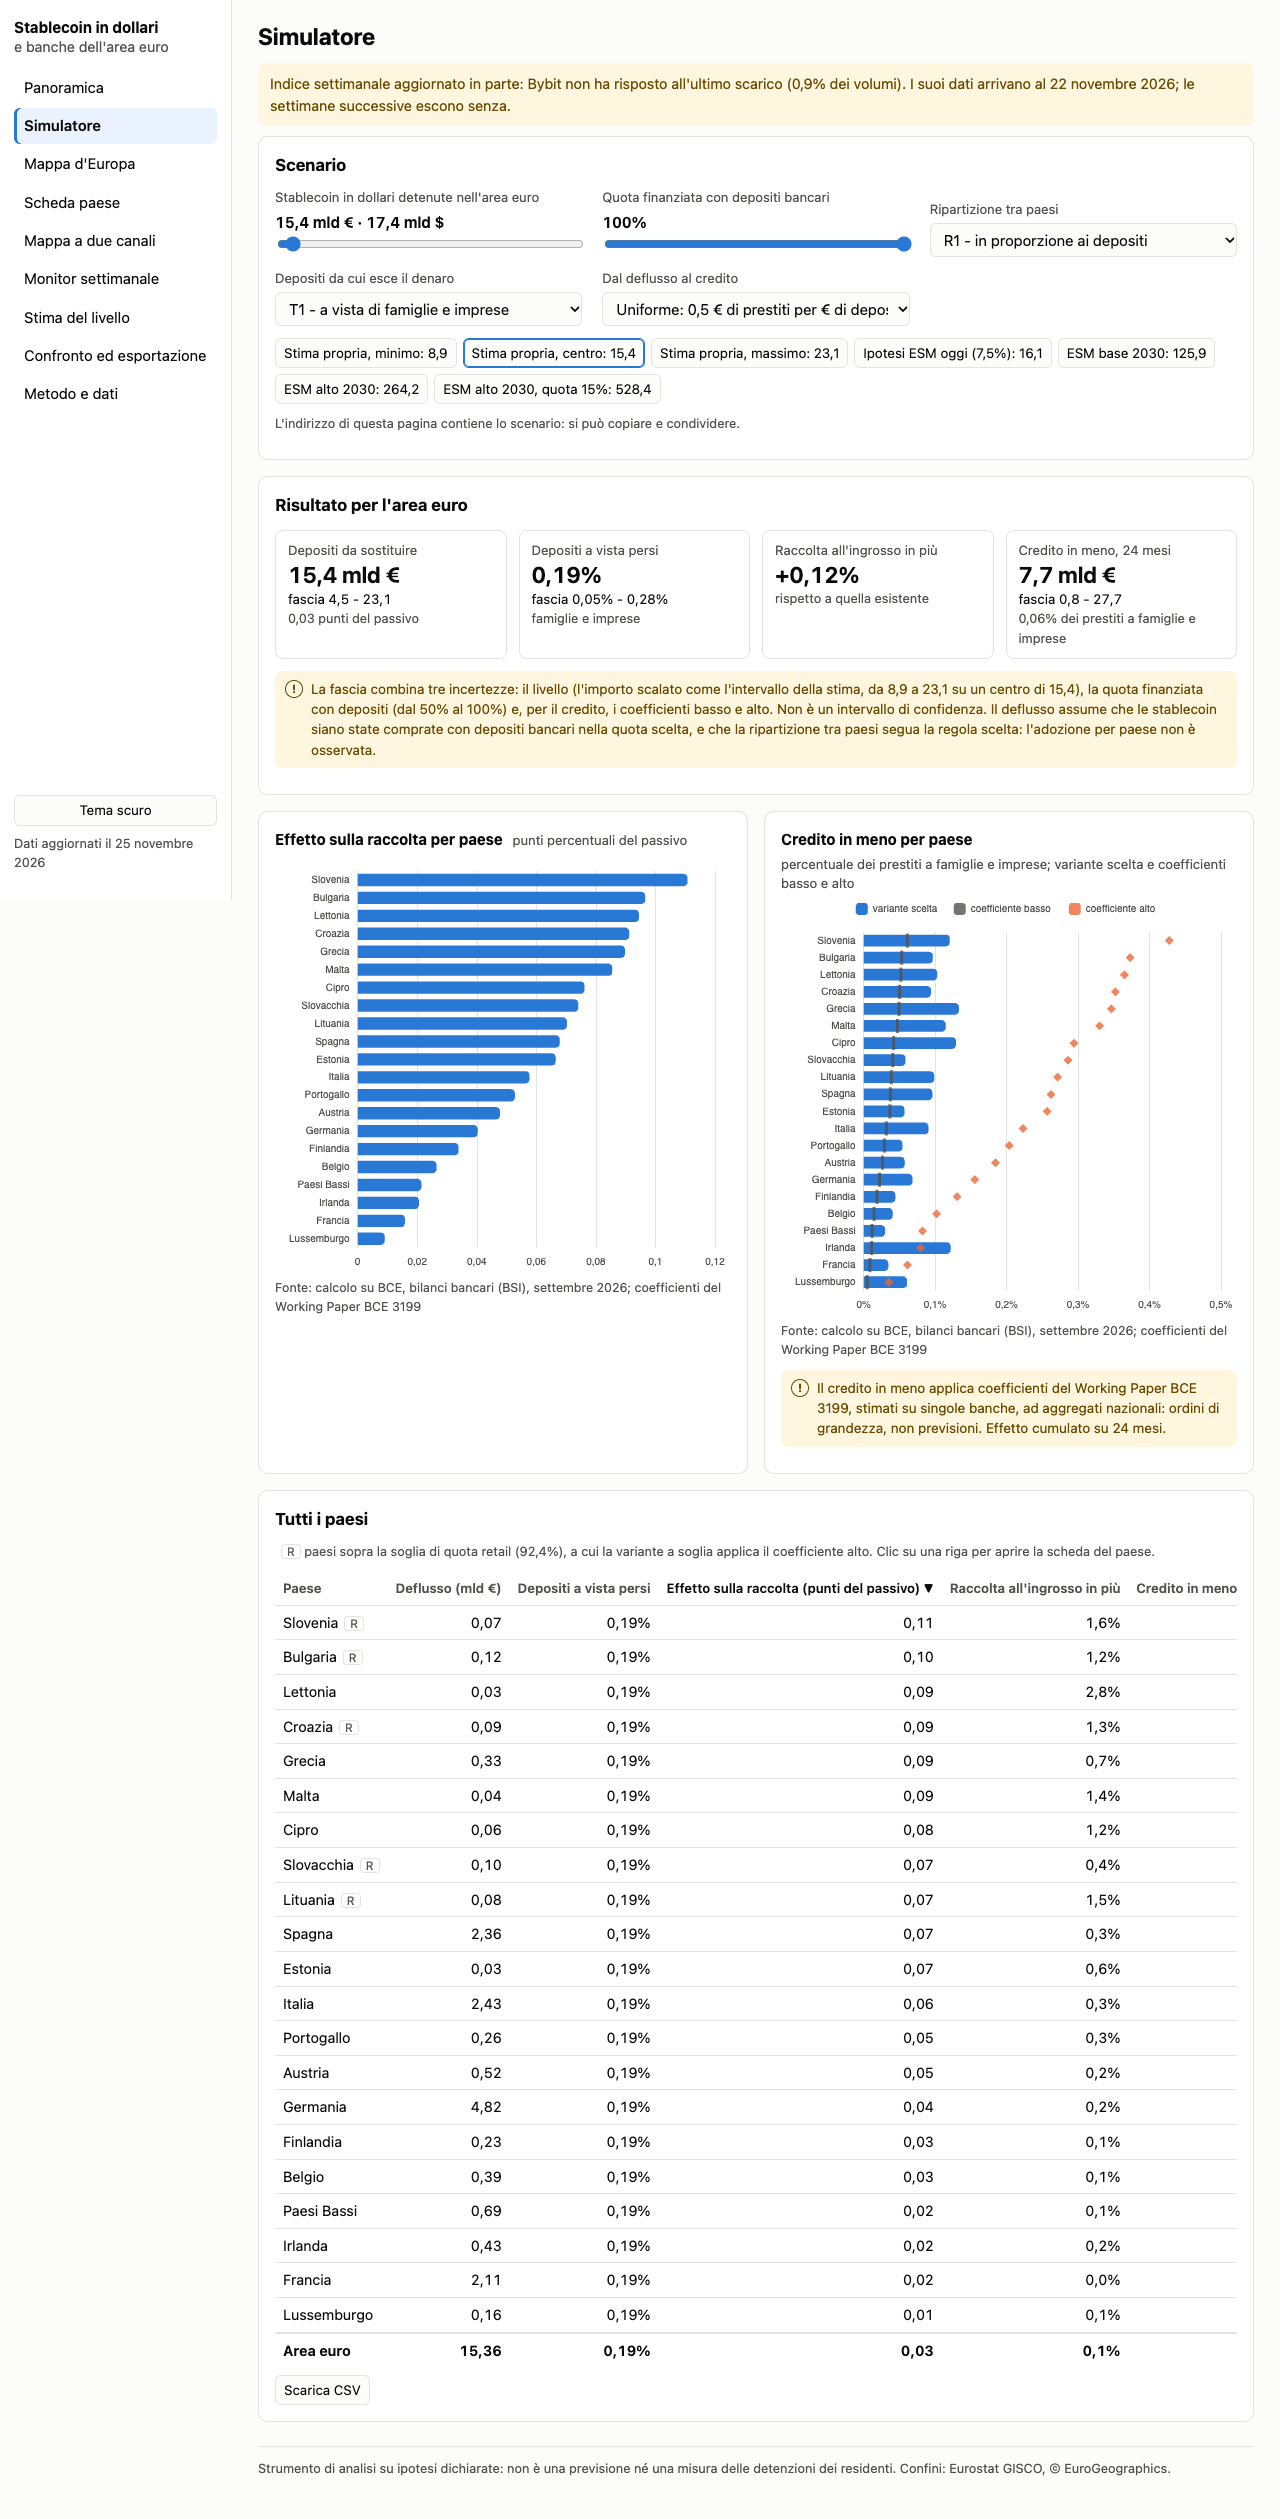 Stablecoin in dollari
e banche dell'area euro
Panoramica
Simulatore
Mappa d'Europa
Scheda paese
Mappa a due canali
Monitor settimanale
Stima del livello
Confronto ed esportazione
Metodo e dati
Tema scuro
Dati aggiornati il 25 novembre
2026
Simulatore
Indice settimanale aggiornato in parte: Bybit non ha risposto all'ultimo scarico (0,9% dei volumi). I suoi dati arrivano al 22 novembre 2026; le
settimane successive escono senza.
Scenario
Stablecoin in dollari detenute nell'area euro
15,4 mld € · 17,4 mld $
Quota finanziata con depositi bancari
100%
Ripartizione tra paesi
R1 - in proporzione ai depositi
Depositi da cui esce il denaro
T1 - a vista di famiglie e imprese
Dal deflusso al credito
Uniforme: 0,5 € di prestiti per € di depos
Stima propria, minimo: 8,9
Stima propria, centro: 15,4
Stima propria, massimo: 23,1
Ipotesi ESM oggi (7,5%): 16,1
ESM base 2030: 125,9
ESM alto 2030: 264,2
ESM alto 2030, quota 15%: 528,4
L'indirizzo di questa pagina contiene lo scenario: si può copiare e condividere.
Risultato per l'area euro
Depositi da sostituire
15,4 mld €
fascia 4,5 - 23,1
0,03 punti del passivo
Depositi a vista persi
0,19%
fascia 0,05% - 0,28%
famiglie e imprese
Raccolta all'ingrosso in più
+0,12%
rispetto a quella esistente
Credito in meno, 24 mesi
7,7 mld €
fascia 0,8 - 27,7
0,06% dei prestiti a famiglie e
imprese
La fascia combina tre incertezze: il livello (l'importo scalato come l'intervallo della stima, da 8,9 a 23,1 su un centro di 15,4), la quota finanziata
con depositi (dal 50% al 100%) e, per il credito, i coefficienti basso e alto. Non è un intervallo di confidenza. Il deflusso assume che le stablecoin
siano state comprate con depositi bancari nella quota scelta, e che la ripartizione tra paesi segua la regola scelta: l'adozione per paese non è
osservata.
Effetto sulla raccolta per paese punti percentuali del passivo
Slovenia
Bulgaria
Lettonia
Croazia
Grecia
Malta
Cipro
Slovacchia
Lituania
Spagna
Estonia
Italia
Portogallo
Austria
Germania
Finlandia
Belgio
Paesi Bassi
Irlanda
Francia
Lussemburgo
0 0,02 0,04 0,06 0,08 0,1 0,12
Fonte: calcolo su BCE, bilanci bancari (BSI), settembre 2026; coefficienti del
Working Paper BCE 3199
Credito in meno per paese
percentuale dei prestiti a famiglie e imprese; variante scelta e coefficienti
basso e alto
variante scelta coefficiente basso coefficiente alto
Slovenia
Bulgaria
Lettonia
Croazia
Grecia
Malta
Cipro
Slovacchia
Lituania
Spagna
Estonia
Italia
Portogallo
Austria
Germania
Finlandia
Belgio
Paesi Bassi
Irlanda
Francia
Lussemburgo
0% 0,1% 0,2% 0,3% 0,4% 0,5%
Fonte: calcolo su BCE, bilanci bancari (BSI), settembre 2026; coefficienti del
Working Paper BCE 3199
Il credito in meno applica coefficienti del Working Paper BCE
3199, stimati su singole banche, ad aggregati nazionali: ordini di
grandezza, non previsioni. Effetto cumulato su 24 mesi.
Tutti i paesi
R paesi sopra la soglia di quota retail (92,4%), a cui la variante a soglia applica il coefficiente alto. Clic su una riga per aprire la scheda del paese.
Paese Deflusso (mld €) Depositi a vista persi Effetto sulla raccolta (punti del passivo) ▼ Raccolta all'ingrosso in più Credito in meno
Slovenia R 0,07 0,19% 0,11 1,6%
Bulgaria R 0,12 0,19% 0,10 1,2%
Lettonia 0,03 0,19% 0,09 2,8%
Croazia R 0,09 0,19% 0,09 1,3%
Grecia 0,33 0,19% 0,09 0,7%
Malta 0,04 0,19% 0,09 1,4%
Cipro 0,06 0,19% 0,08 1,2%
Slovacchia R 0,10 0,19% 0,07 0,4%
Lituania R 0,08 0,19% 0,07 1,5%
Spagna 2,36 0,19% 0,07 0,3%
Estonia 0,03 0,19% 0,07 0,6%
Italia 2,43 0,19% 0,06 0,3%
Portogallo 0,26 0,19% 0,05 0,3%
Austria 0,52 0,19% 0,05 0,2%
Germania 4,82 0,19% 0,04 0,2%
Finlandia 0,23 0,19% 0,03 0,1%
Belgio 0,39 0,19% 0,03 0,1%
Paesi Bassi 0,69 0,19% 0,02 0,1%
Irlanda 0,43 0,19% 0,02 0,2%
Francia 2,11 0,19% 0,02 0,0%
Lussemburgo 0,16 0,19% 0,01 0,1%
Area euro 15,36 0,19% 0,03 0,1%
Scarica CSV
Strumento di analisi su ipotesi dichiarate: non è una previsione né una misura delle detenzioni dei residenti. Confini: Eurostat GISCO, © EuroGeographics.